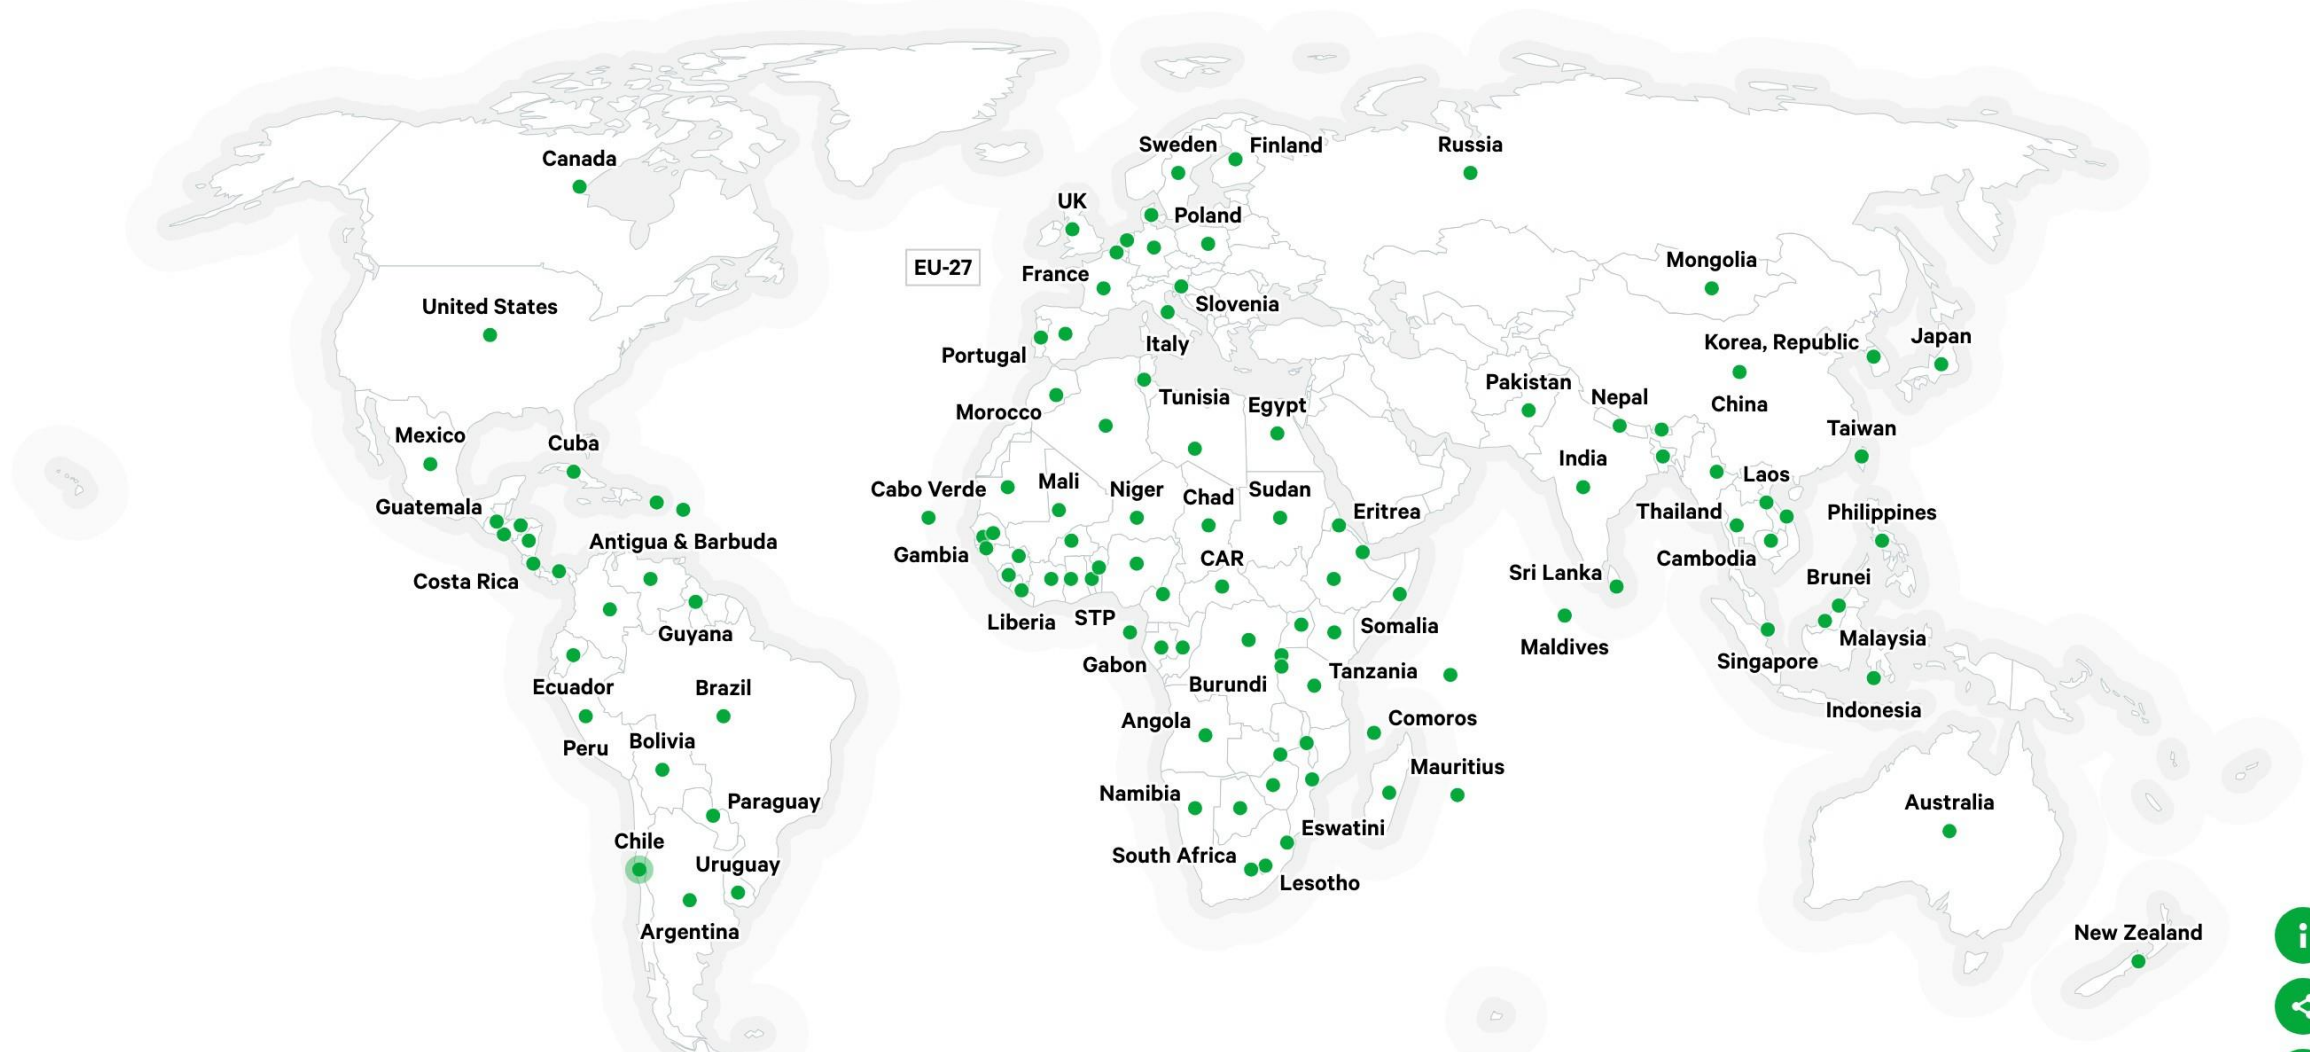 Sweden
Finland
Russia
Canada
UK
Poland
EU-27
France
Mongolia
United States
Slovenia
Italy
Portugal
Korea, Republic
Japan
Pakistan
Nepal
China
Morocco
Tunisia
Egypt
Mexico
Cuba
Taiwan
India
Laos
Cabo Verde
Mali
Niger
Chad
Sudan
Guatemala
Eritrea
Thailand
Philippines
Antigua & Barbuda
Gambia
CAR
Cambodia
Costa Rica
Sri Lanka
Brunei
Liberia
STP
Somalia
Guyana
Malaysia
Maldives
Singapore
Gabon
Tanzania
Burundi
Ecuador
Brazil
Indonesia
Angola
Comoros
Peru
Bolivia
Mauritius
Namibia
Paraguay
Australia
Eswatini
Chile
South Africa
Uruguay
Lesotho
Argentina
New Zealand
i